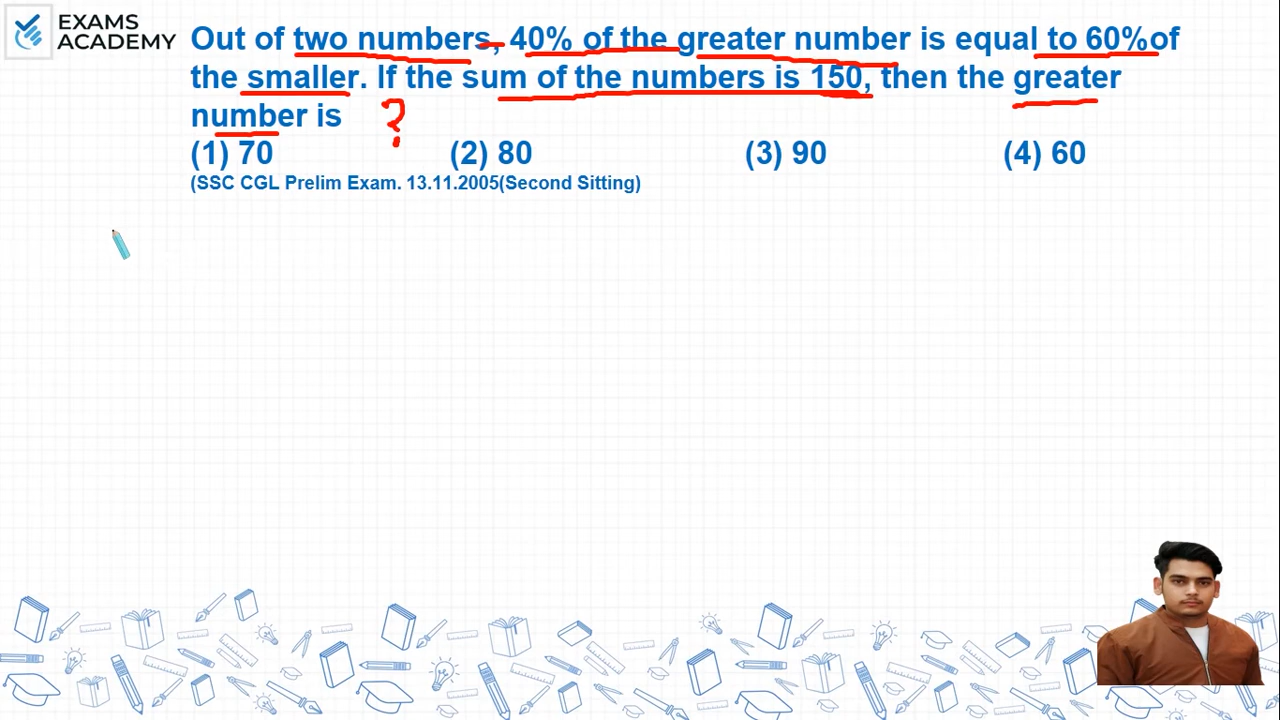 EXAMS
ACADEMY
Out of two numbers, 40% of the greater number is equal to 60%of
the smaller. If the sum of the numbers is 150, then the greater
number is ?
(1) 70 (2) 80 (3) 90 (4) 60
(SSC CGL Prelim Exam. 13.11.2005(Second Sitting)